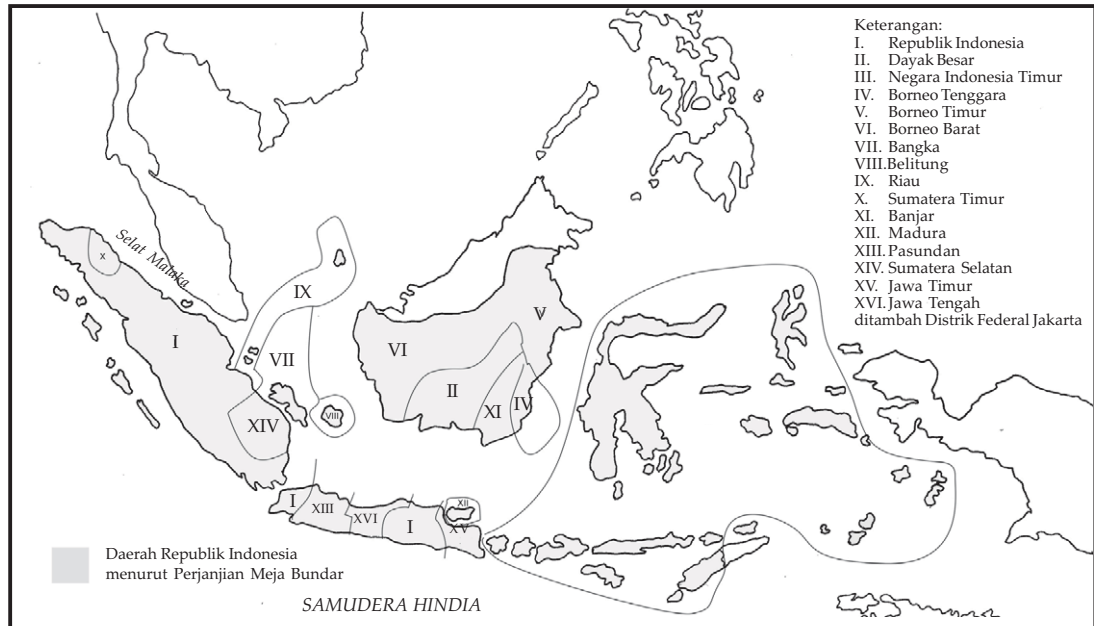 Keterangan:
I. Republik Indonesia
II. Dayak Besar
III. Negara Indonesia Timur
IV. Borneo Tenggara
V. Borneo Timur
VI. Borneo Barat
VII. Bangka
VIII.Belitung
IX. Riau
X. Sumatera Timur
XI. Banjar
XII. Madura
XIII. Pasundan
XIV. Sumatera Selatan
XV. Jawa Timur
XVI. Jawa Tengah
ditambah Distrik Federal Jakarta
Selat Malaka
X
IX
I
VII
VI
V
II
XI
IV
VIII
XIV
I
XIII
XVI
I
XII
XV
Daerah Republik Indonesia
menurut Perjanjian Meja Bundar
SAMUDERA HINDIA